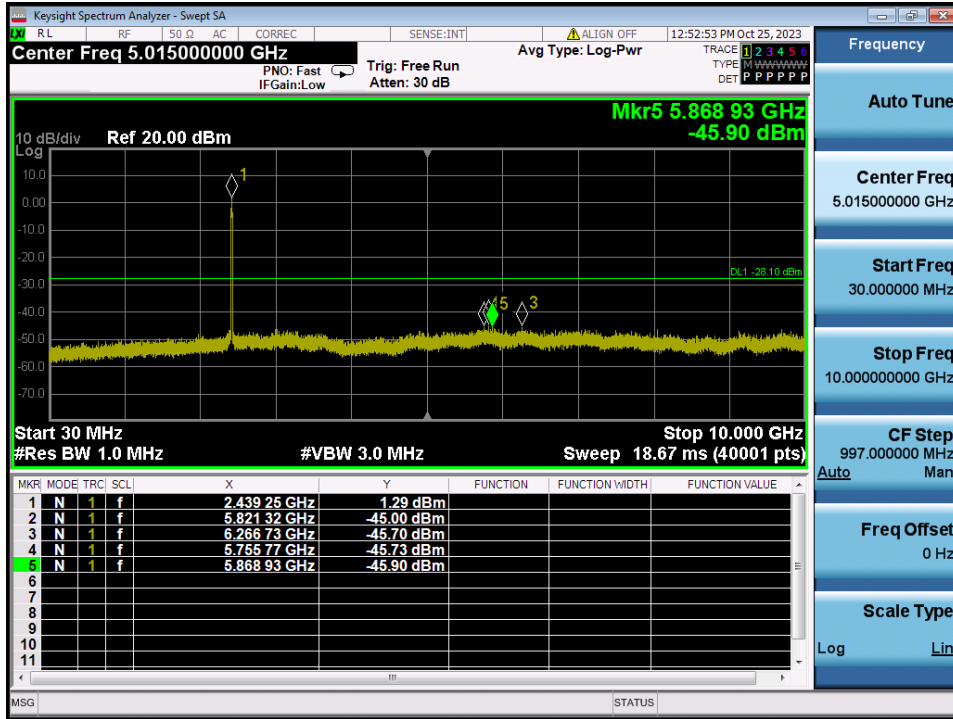 Keysight Spectrum Analyzer - Swept SA
LXI RL RF 50 Ω AC CORREC SENSE:INT ALIGN OFF 12:52:53 PM Oct 25, 2023
Center Freq 5.015000000 GHz
PNO: Fast
IFGain:Low
Trig: Free Run
Atten: 30 dB
Avg Type: Log-Pwr
TRACE 1 2 3 4 5 6
TYPE M WWWWW
DET P P P P P P
Mkr5 5.868 93 GHz
-45.90 dBm
10 dB/div Ref 20.00 dBm
Log
10.0
0.00
-10.0
-20.0
-30.0
-40.0
-50.0
-60.0
-70.0
1
DL1 -28.10 dBm
5
3
Start 30 MHz Stop 10.000 GHz
#Res BW 1.0 MHz #VBW 3.0 MHz Sweep 18.67 ms (40001 pts)
MKR MODE TRC SCL X Y FUNCTION FUNCTION WIDTH FUNCTION VALUE
1 N 1 f 2.439 25 GHz 1.29 dBm
2 N 1 f 5.821 32 GHz -45.00 dBm
3 N 1 f 6.266 73 GHz -45.70 dBm
4 N 1 f 5.755 77 GHz -45.73 dBm
5 N 1 f 5.868 93 GHz -45.90 dBm
6
7
8
9
10
11
MSG STATUS
Frequency
Auto Tune
Center Freq
5.015000000 GHz
Start Freq
30.000000 MHz
Stop Freq
10.000000000 GHz
CF Step
997.000000 MHz
Auto Man
Freq Offset
0 Hz
Scale Type
Log Lin